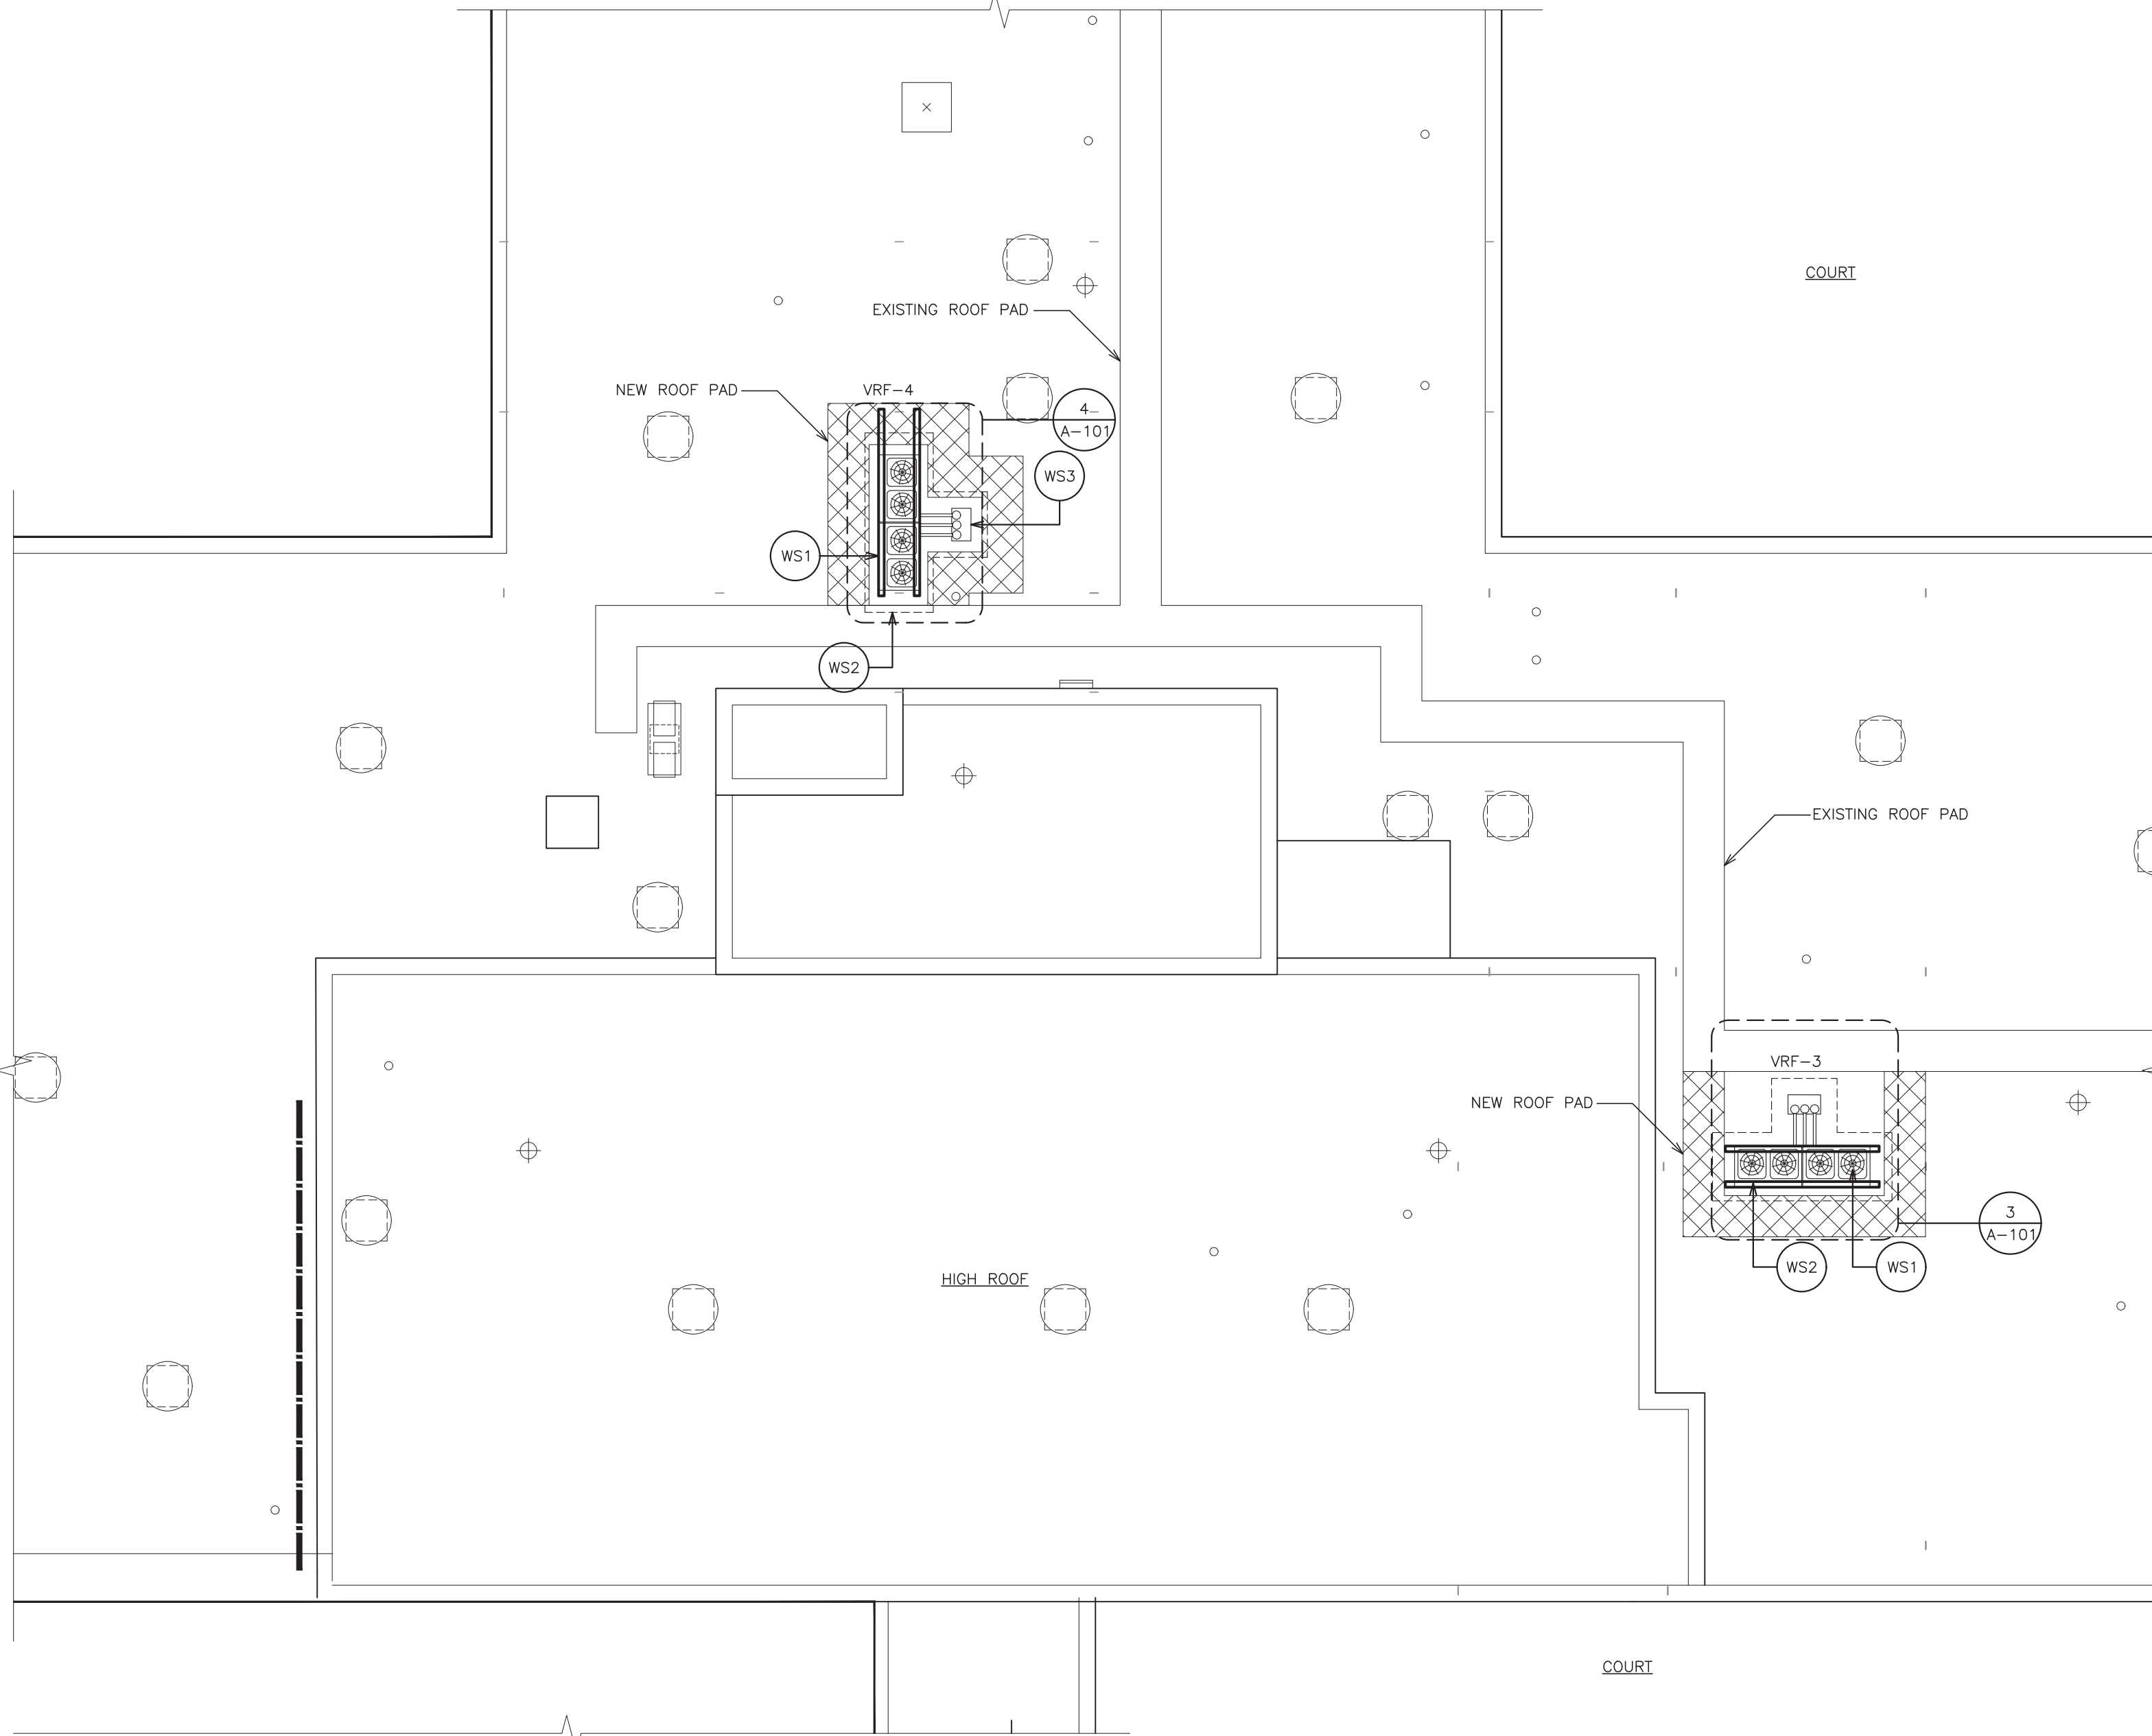 COURT
EXISTING ROOF PAD
NEW ROOF PAD
VRF-4
4
A-101
WS3
WS1
WS2
EXISTING ROOF PAD
VRF-3
NEW ROOF PAD
3
A-101
WS2
WS1
HIGH ROOF
COURT